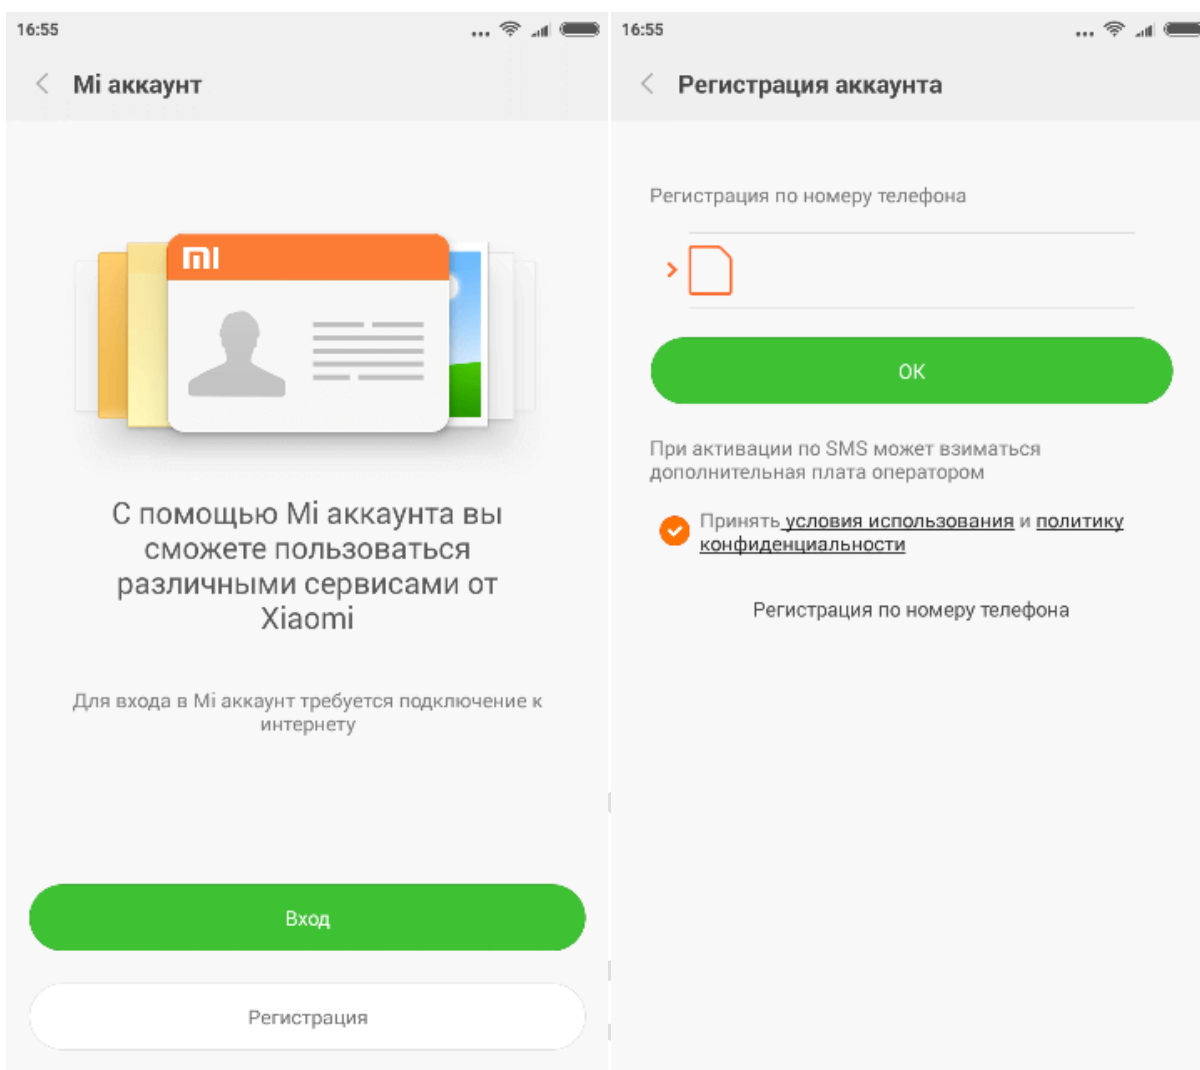 16:55
Mi аккаунт
mi
С помощью Mi аккаунта вы
сможете пользоваться
различными сервисами от
Xiaomi
Для входа в Mi аккаунт требуется подключение к
интернету
Вход
Регистрация
16:55
Регистрация аккаунта
Регистрация по номеру телефона
ОК
При активации по SMS может взиматься
дополнительная плата оператором
Принять условия использования и политику
конфиденциальности
Регистрация по номеру телефона